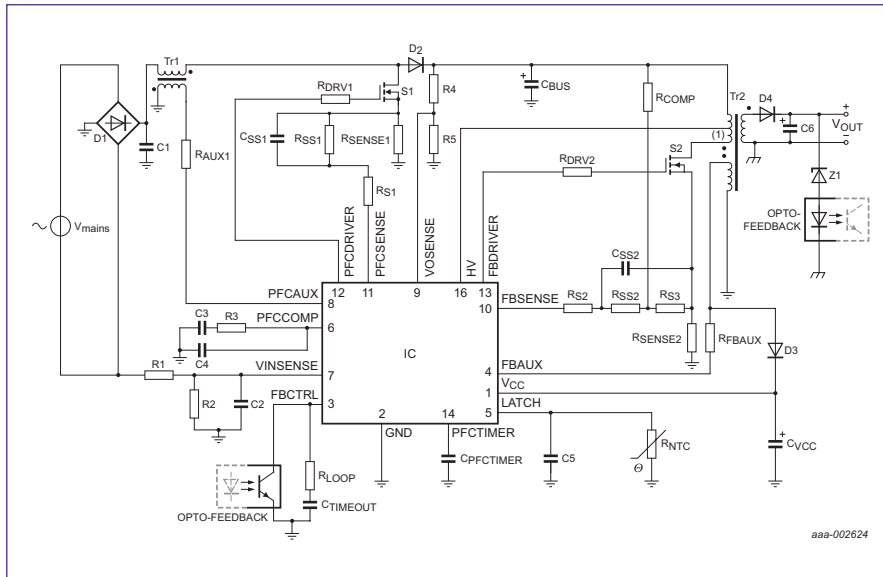 Tr1
D2
S1
RDRV1
R4
CBUS
RCOMP
Tr2
D4
+
VOUT
−
(1)
C6
D1
C1
RAUX1
CSS1
RSS1
RSENSE1
R5
RS1
S2
RDRV2
Z1
OPTO-
FEEDBACK
~
Vmains
PFCDRIVER
PFCSENSE
VOSENSE
HV
FBDRIVER
CSS2
12
11
9
16
13
PFCAUX
8
10
FBSENSE
RS2
RSS2
RS3
C3
R3
PFCCOMP
6
C4
RSENSE2
RFBAUX
D3
IC
R1
VINSENSE
7
4
FBAUX
1
VCC
R2
C2
FBCTRL
3
5
LATCH
2
14
GND
PFCTIMER
CPFCTIMER
C5
RNTC
Θ
+
CVCC
RLOOP
CTIMEOUT
OPTO-FEEDBACK
aaa-002624